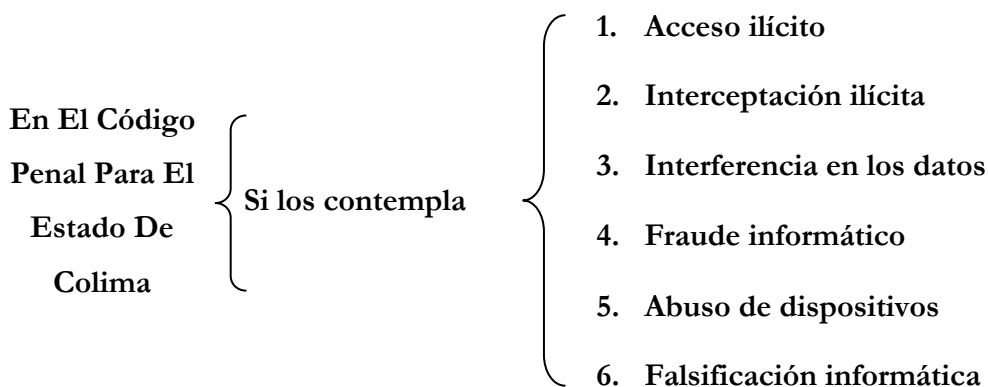 En El Código
Penal Para El
Estado De
Colima
Si los contempla
1. Acceso ilícito
2. Interceptación ilícita
3. Interferencia en los datos
4. Fraude informático
5. Abuso de dispositivos
6. Falsificación informática